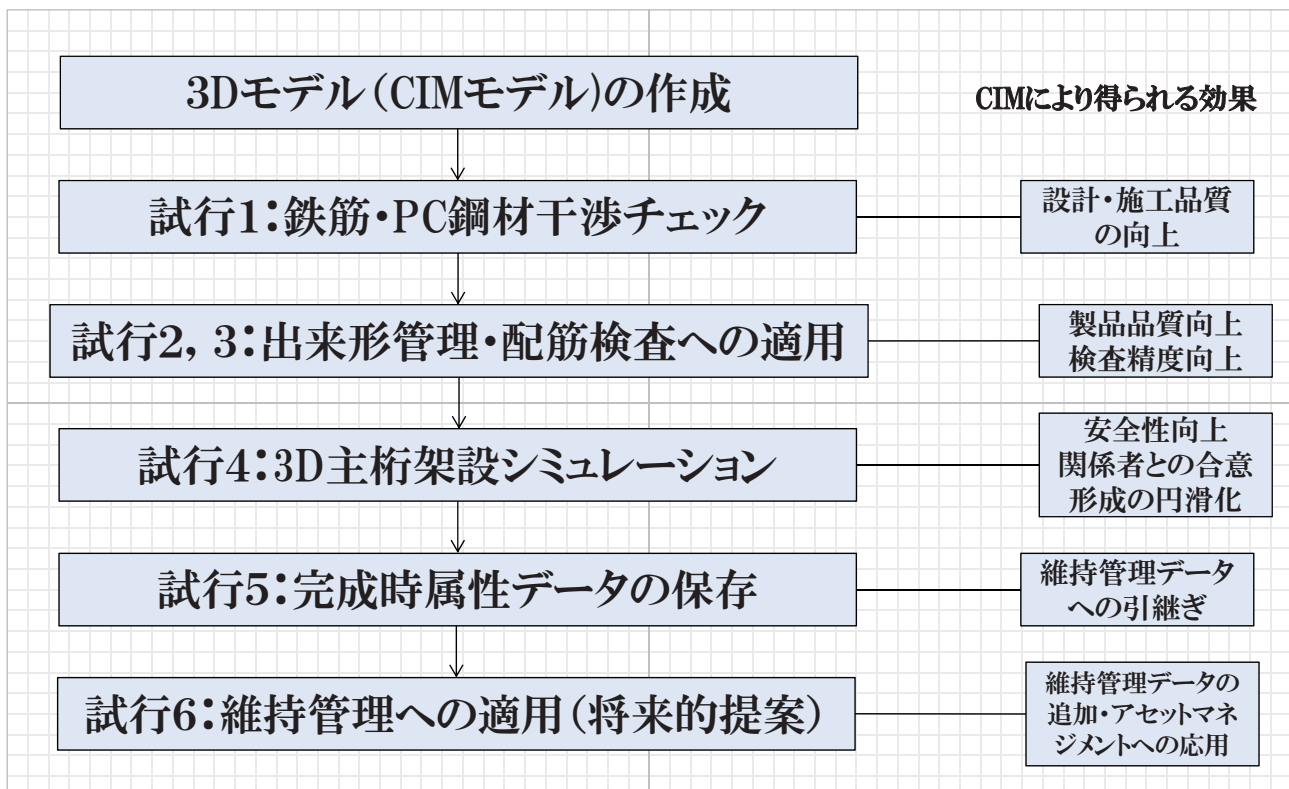 3Dモデル(CIMモデル)の作成
CIMにより得られる効果
試行1:鉄筋・PC鋼材干渉チェック
設計・施工品質
の向上
試行2, 3:出来形管理・配筋検査への適用
製品品質向上
検査精度向上
試行4:3D主桁架設シミュレーション
安全性向上
関係者との合意
形成の円滑化
試行5:完成時属性データの保存
維持管理データ
への引継ぎ
試行6:維持管理への適用(将来的提案)
維持管理データの
追加・アセットマネ
ジメントへの応用